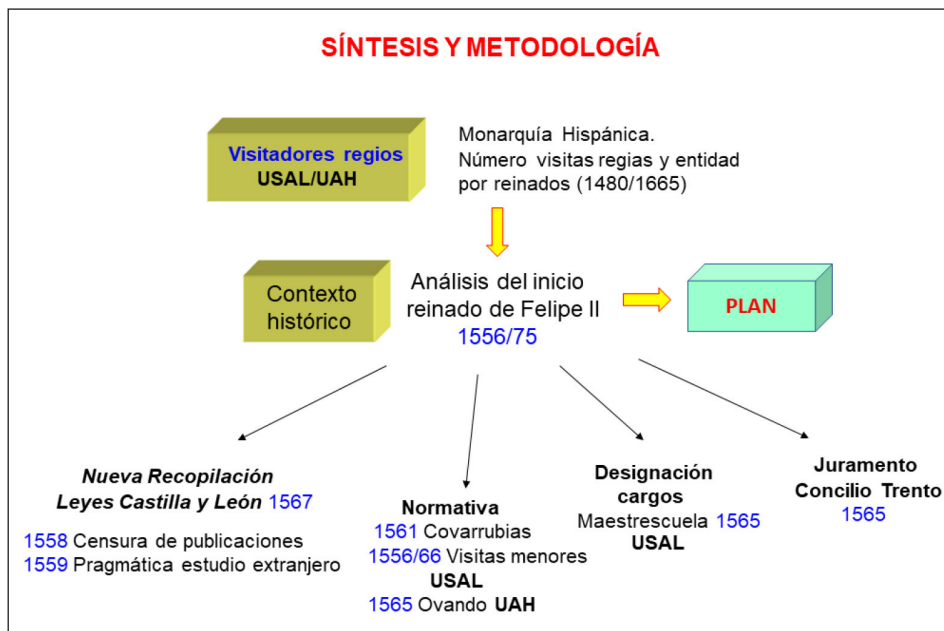 SÍNTESIS Y METODOLOGÍA
Visitadores regios
USAL/UAH
Monarquía Hispánica.
Número visitas regias y entidad
por reinados (1480/1665)
Contexto
histórico
Análisis del inicio
reinado de Felipe II
1556/75
PLAN
Nueva Recopilación
Leyes Castilla y León 1567
1558 Censura de publicaciones
1559 Pragmática estudio extranjero
Normativa
1561 Covarrubias
1556/66 Visitas menores
USAL
1565 Ovando UAH
Designación
cargos
Maestrescuela 1565
USAL
Juramento
Concilio Trento
1565